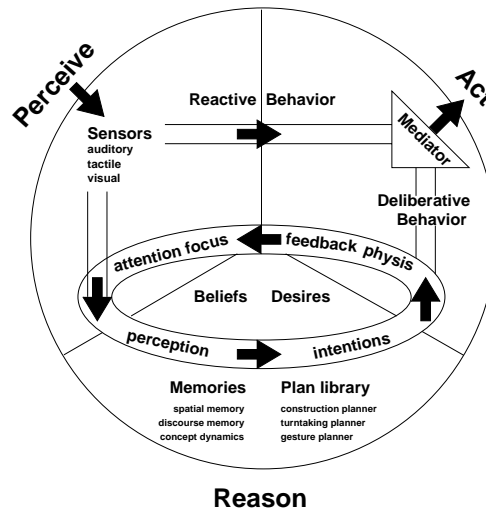 Perceive
Act
Reactive Behavior
Sensors
auditory
tactile
visual
Mediator
Deliberative
Behavior
attention focus
feedback physis
Beliefs Desires
perception
intentions
Memories
spatial memory
discourse memory
concept dynamics
Plan library
construction planner
turntaking planner
gesture planner
Reason